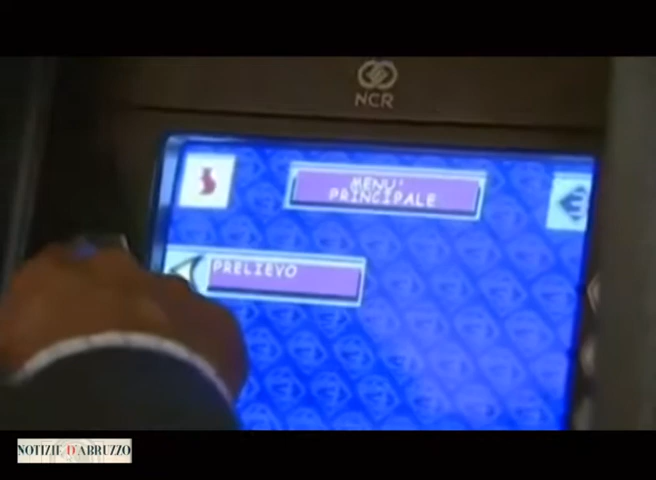 NCR
MENU'
PRINCIPALE
PRELIEVO
NOTIZIE D'ABRUZZO